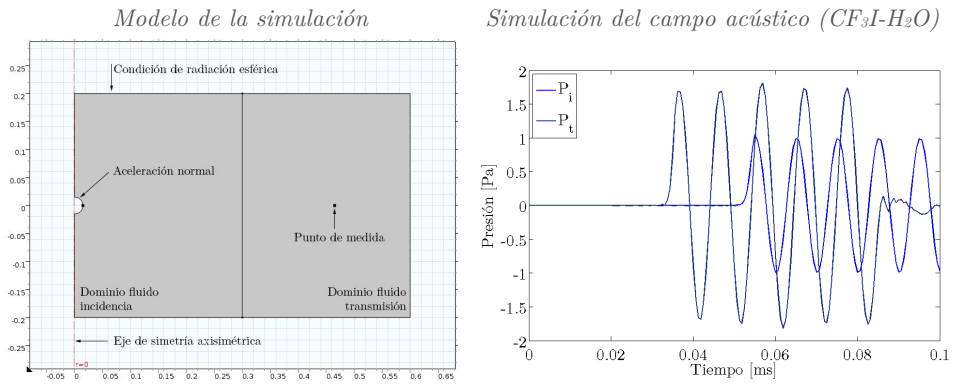 Modelo de la simulación
Simulación del campo acústico (CF₃I-H₂O)
0.25
0.2
0.15
0.1
0.05
0
-0.05
-0.1
-0.15
-0.2
-0.25
Condición de radiación esférica
Aceleración normal
Punto de medida
Dominio fluido
incidencia
Dominio fluido
transmisión
Eje de simetría axisimétrica
r=0
-0.05 0 0.05 0.1 0.15 0.2 0.25 0.3 0.35 0.4 0.45 0.5 0.55 0.6 0.65
Presión [Pa]
2
1.5
1
0.5
0
-0.5
-1
-1.5
-2
P_i
P_t
0 0.02 0.04 0.06 0.08 0.1
Tiempo [ms]